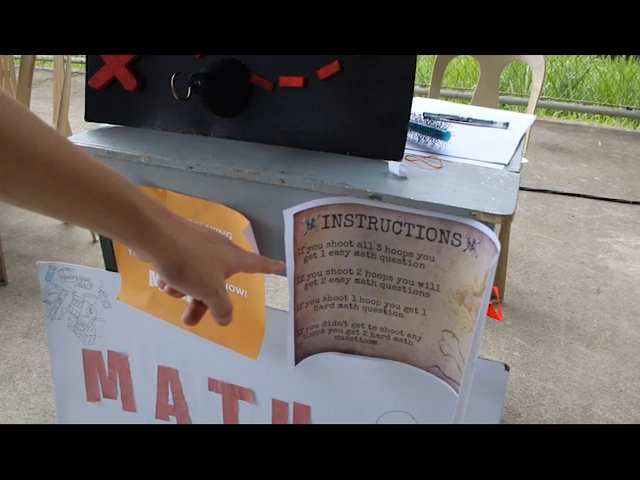 INSTRUCTIONS
If you shoot all 3 hoops you
get 1 easy math question
If you shoot 2 hoops you will
get 2 easy math questions
If you shoot 1 hoop you get 1
hard math question
If you didn't get to shoot any
hoops you get 2 hard math
questions
NOW!
MATH